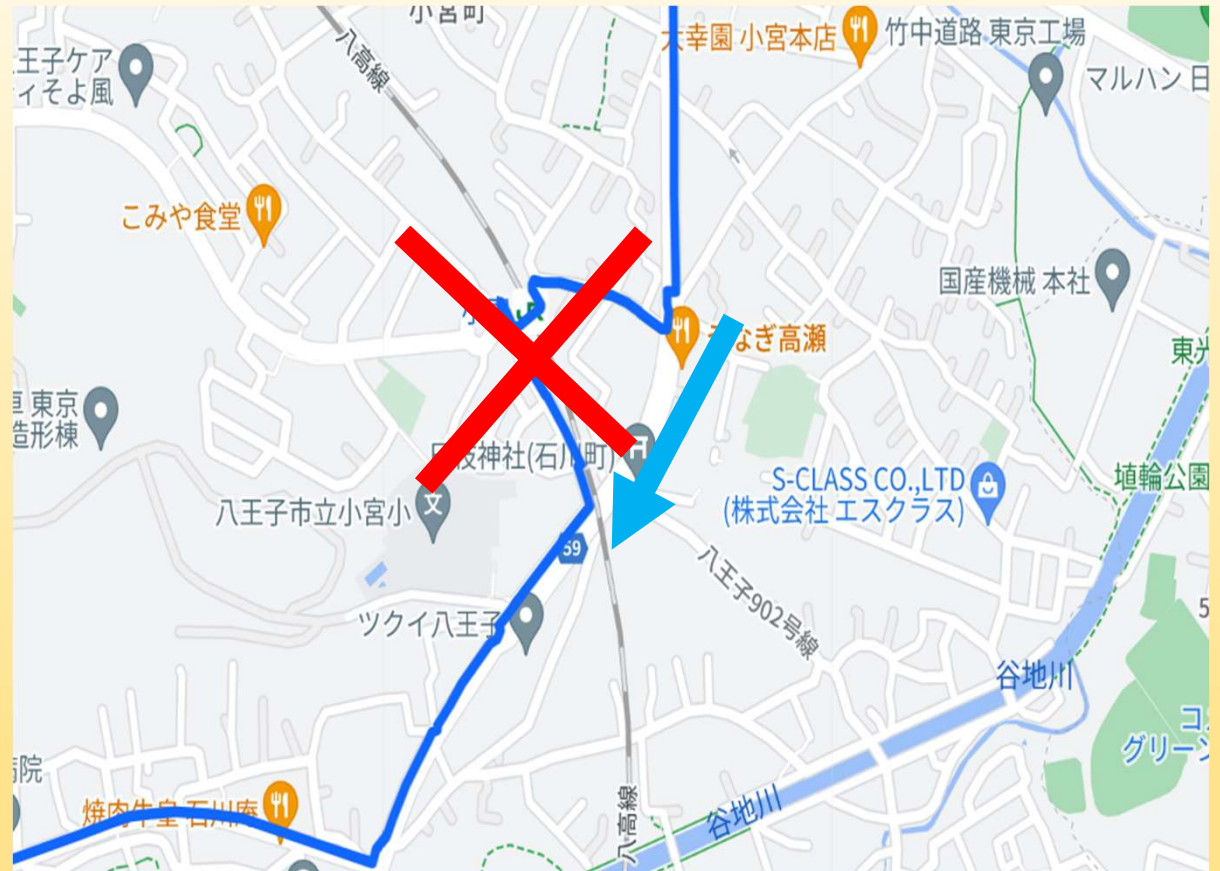 小宮町
八高線
大幸園 小宮本店
竹中道路 東京工場
王子ケア
ィそよ風
マルハン 日
こみや食堂
国産機械 本社
なぎ高瀬
東光
東京
造形棟
神社(石川町)
S-CLASS CO.,LTD
(株式会社 エスクラス)
埴輪公園
八王子市立小宮小
文
59
八王子902号線
ツクイ八王子
5
谷地川
コ
グリーン
病院
焼肉牛皇 石川庵
八高線
谷地川